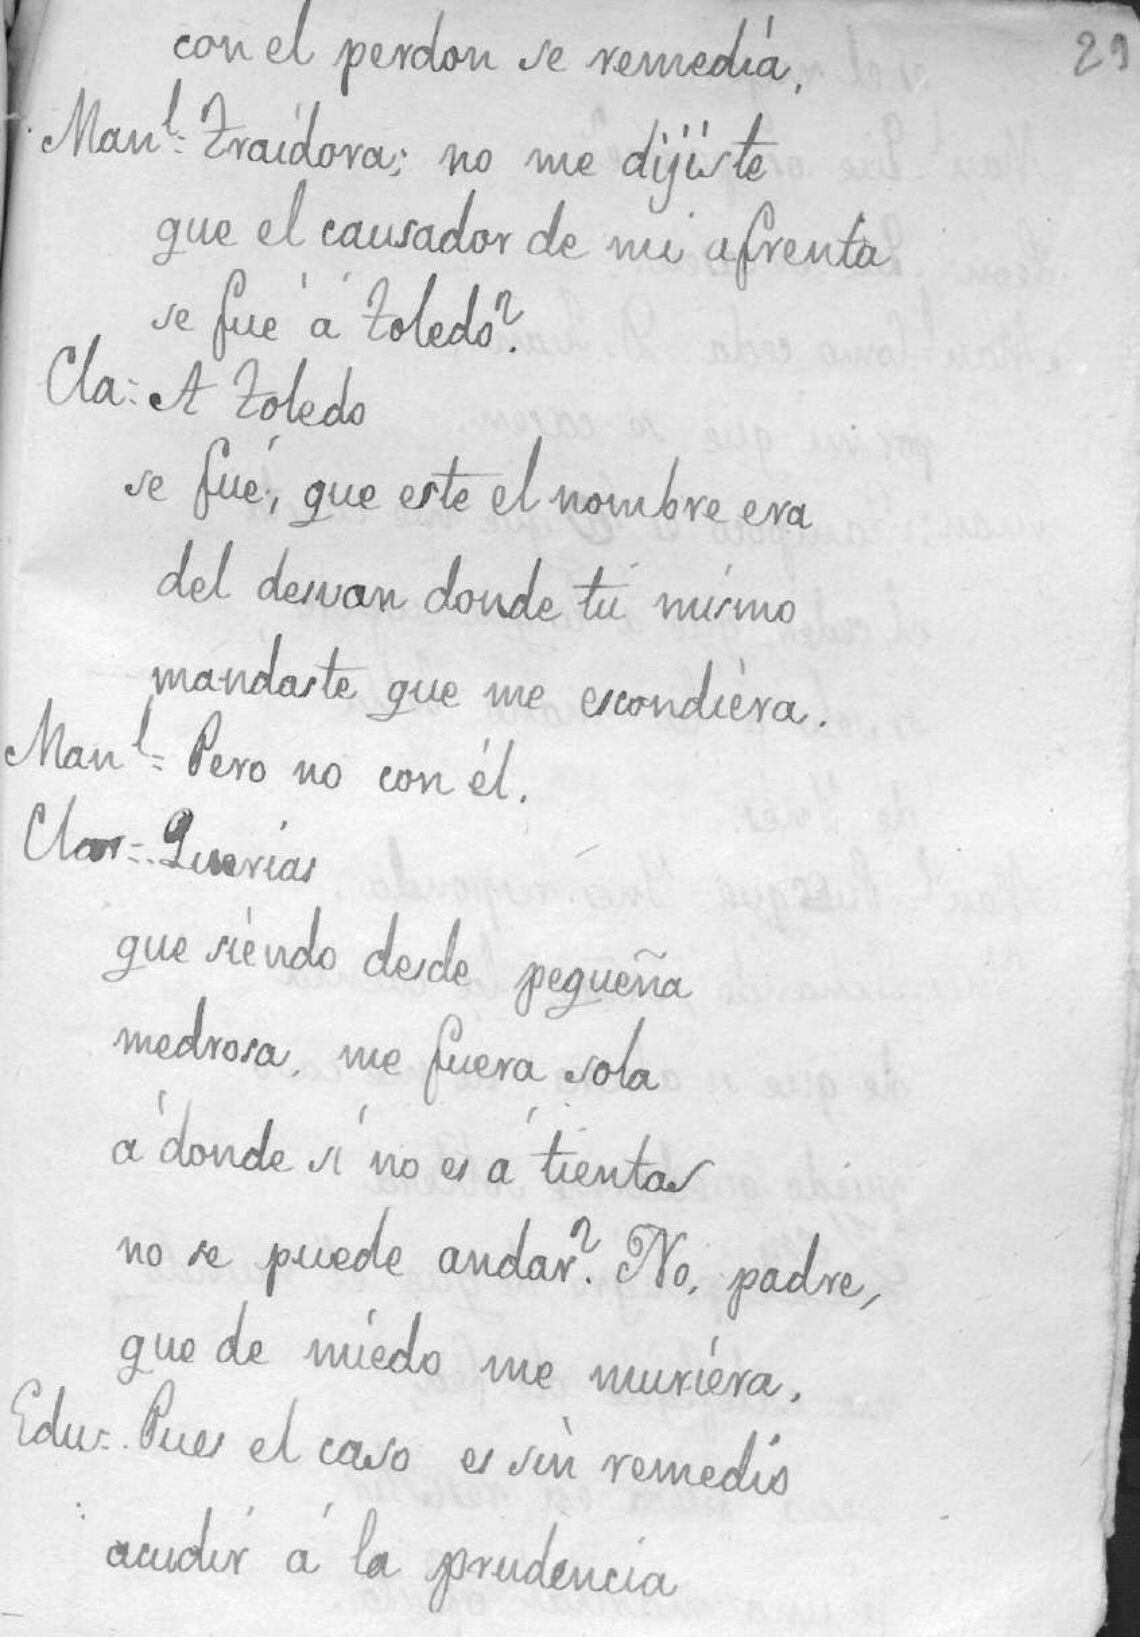 29
con el perdon se remedia,
Man^l= Traidora; no me dijiste
que el causador de mi afrenta
se fué á Toledo?
Cla= A Toledo
se fué, que este el nombre era
del desvan donde tú mismo
mandaste que me escondiera.
Man^l= Pero no con él.
Clar= Querias
que siendo desde pequeña
medrosa, me fuera sola
á donde si no es á tientas
no se puede andar? No, padre,
que de miedo me muriera.
Edu= Pues el caso es sin remedio
acudir á la prudencia